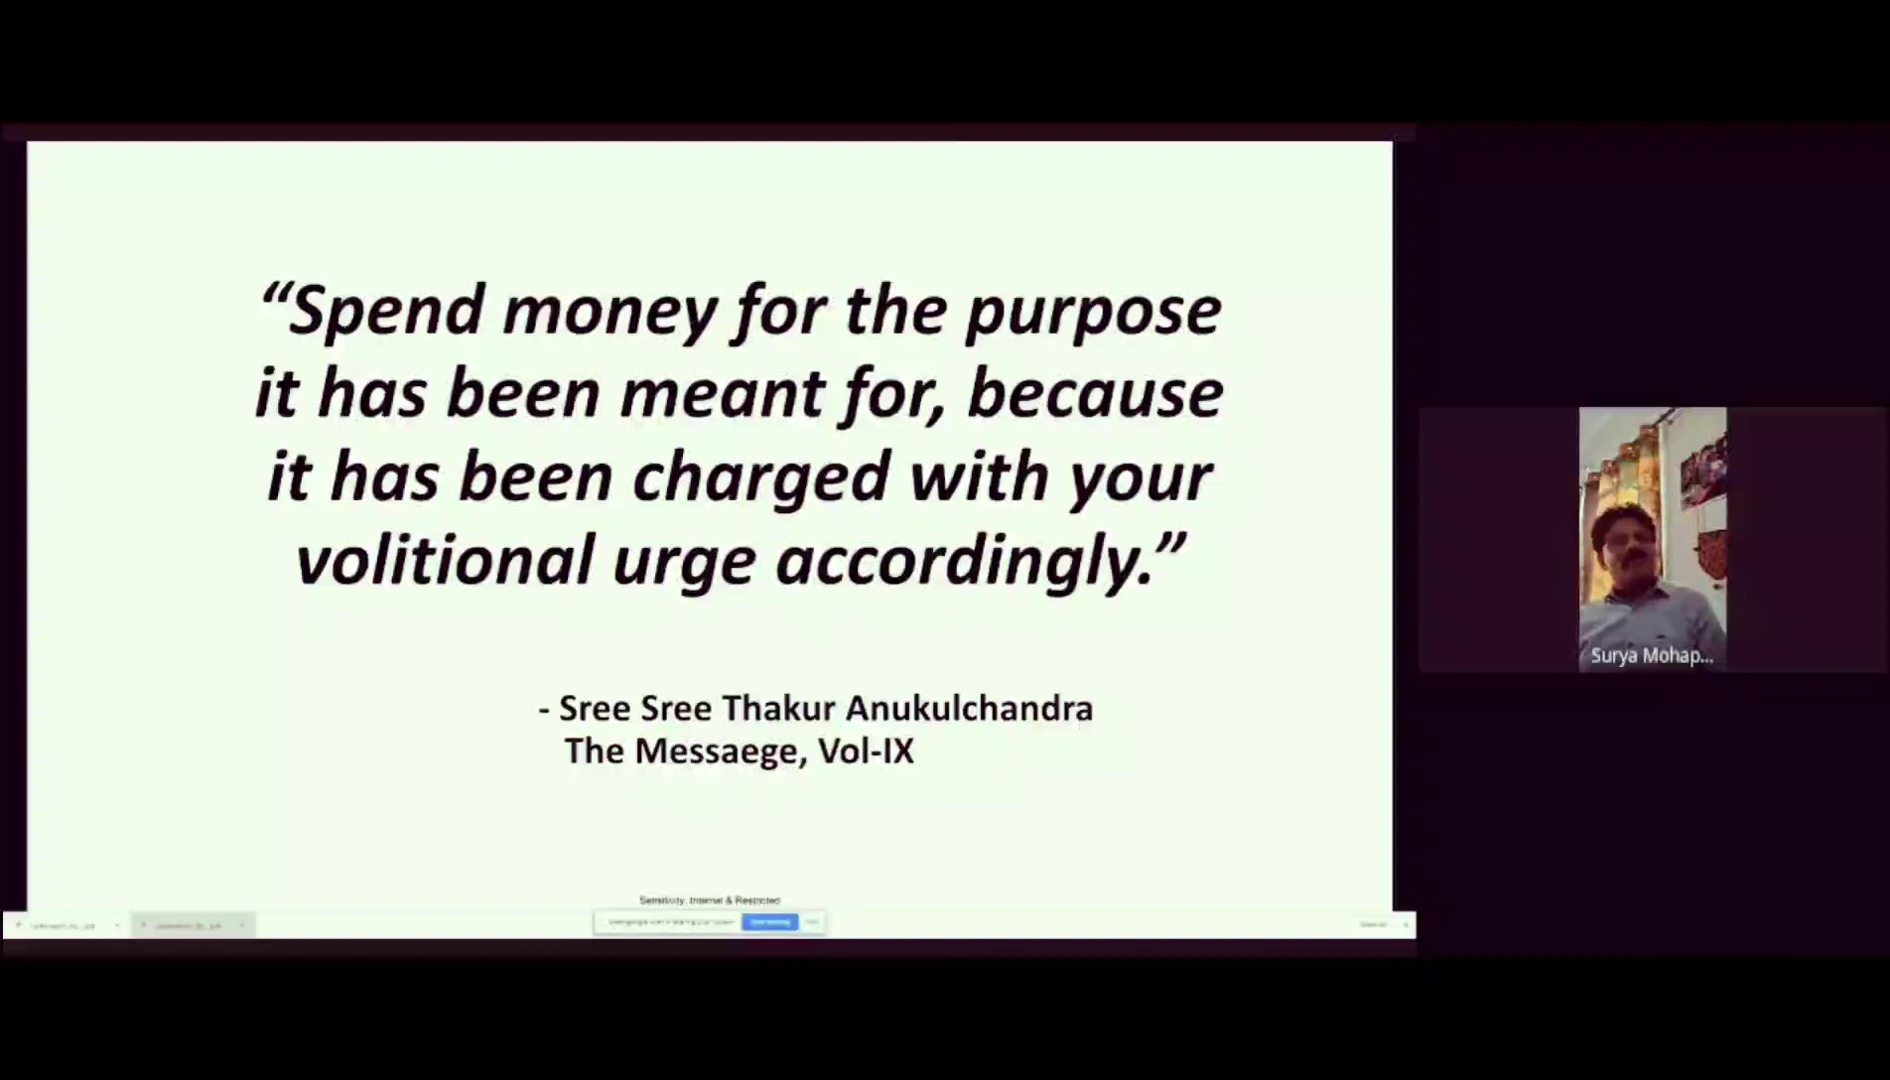 “Spend money for the purpose
it has been meant for, because
it has been charged with your
volitional urge accordingly.”
- Sree Sree Thakur Anukulchandra
The Messaege, Vol-IX
Sensitivity: Internal & Restricted
Surya Mohap...